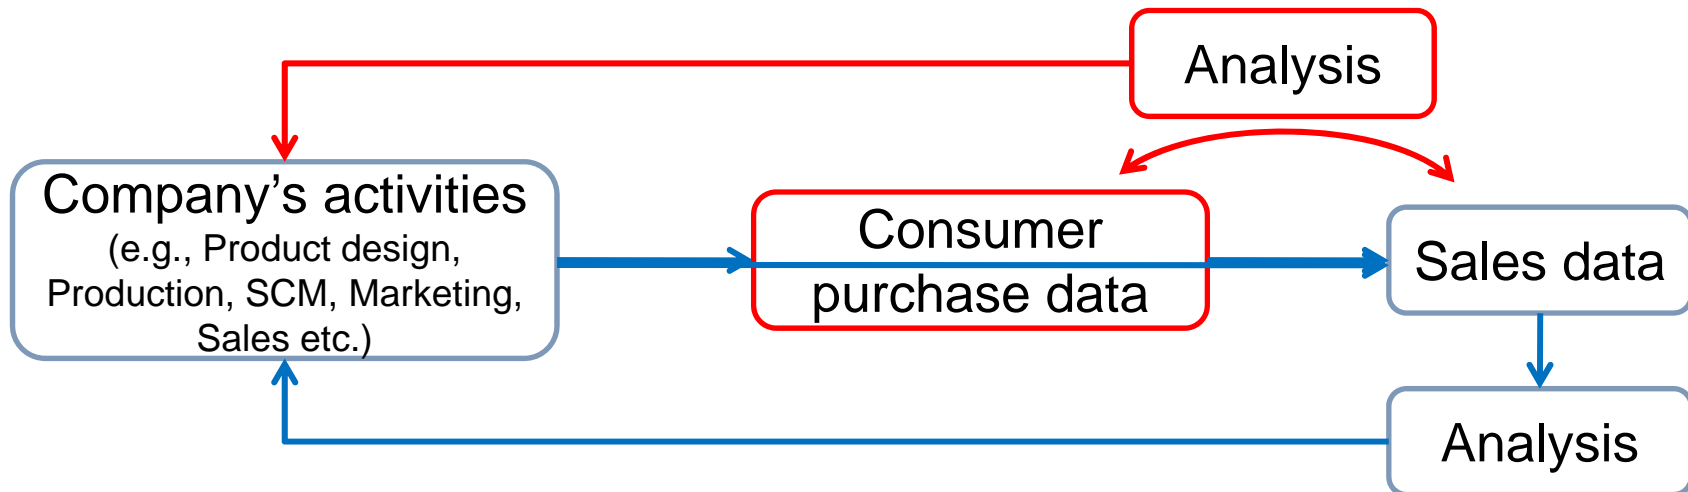 Analysis
Company’s activities
(e.g., Product design,
Production, SCM, Marketing,
Sales etc.)
Consumer
purchase data
Sales data
Analysis